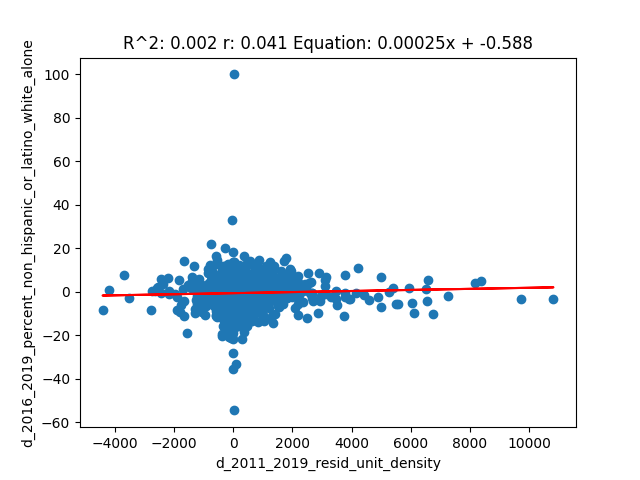 R^2: 0.002 r: 0.041 Equation: 0.00025x + -0.588
d_2016_2019_percent_non_hispanic_or_latino_white_alone
100
80
60
40
20
0
−20
−40
−60
−4000 −2000 0 2000 4000 6000 8000 10000
d_2011_2019_resid_unit_density